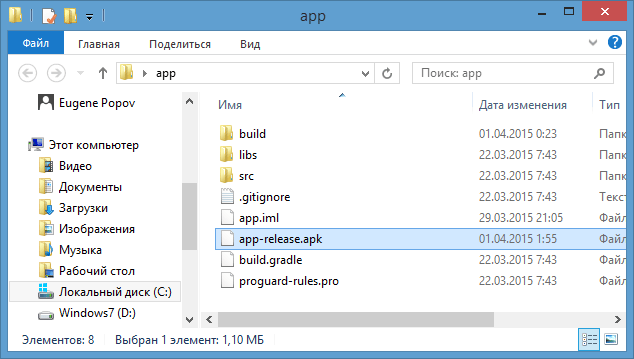 app
Файл Главная Поделиться Вид
app Поиск: app
Eugene Popov
Этот компьютер
Видео
Документы
Загрузки
Изображения
Музыка
Рабочий стол
Локальный диск (C:)
Windows7 (D:)
Имя Дата изменения Тип
build 01.04.2015 0:23 Папк
libs 22.03.2015 7:43 Папк
src 22.03.2015 7:43 Папк
.gitignore 22.03.2015 7:43 Текст
app.iml 29.03.2015 21:05 Файл
app-release.apk 01.04.2015 1:55 Файл
build.gradle 22.03.2015 7:43 Файл
proguard-rules.pro 22.03.2015 7:43 Файл
Элементов: 8 Выбран 1 элемент: 1,10 МБ